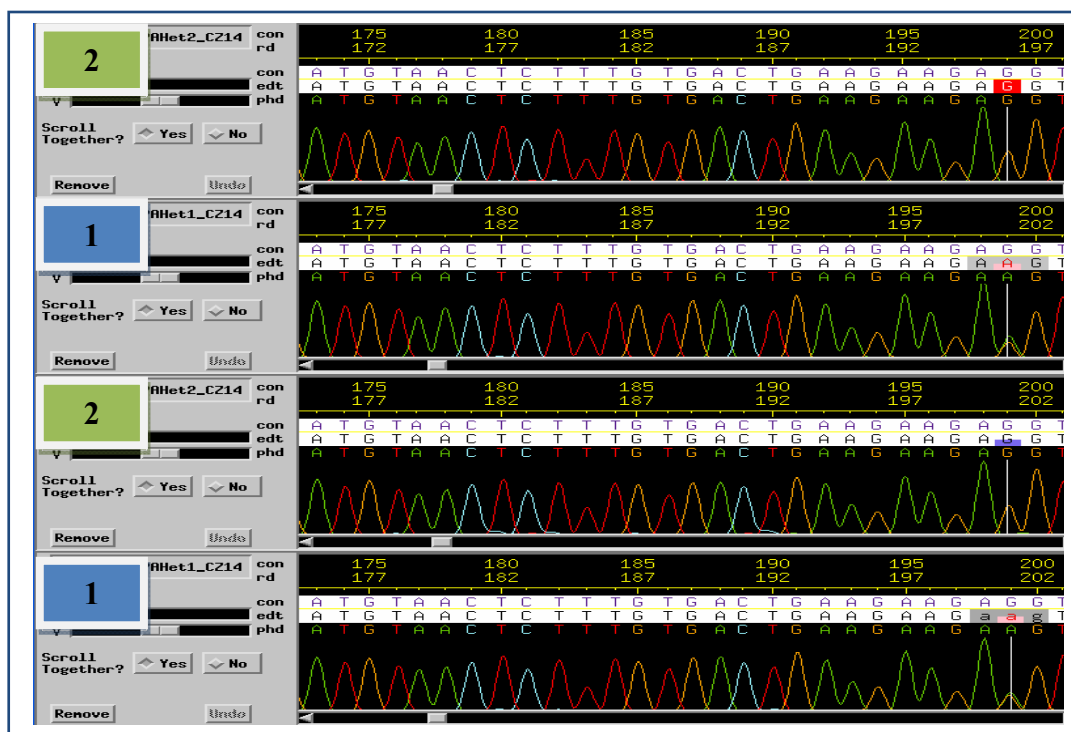 2
AHet2_CZ14 con 175 180 185 190 195 200
rd 172 177 182 187 192 197
con A T G T A A C T C T T T G T G A C T G A A G A A G A G G T
edt A T G T A A C T C T T T G T G A C T G A A G A A G A G G T
phd A T G T A A C T C T T T G T G A C T G A A G A A G A G G T
Scroll Together? Yes No
Remove Undo
1
AHet1_CZ14 con 175 180 185 190 195 200
rd 177 182 187 192 197 202
con A T G T A A C T C T T T G T G A C T G A A G A A G A G G T
edt A T G T A A C T C T T T G T G A C T G A A G A A G A A G T
phd A T G T A A C T C T T T G T G A C T G A A G A A G A A G T
Scroll Together? Yes No
Remove Undo
2
AHet2_CZ14 con 175 180 185 190 195 200
rd 177 182 187 192 197 202
con A T G T A A C T C T T T G T G A C T G A A G A A G A G G T
edt A T G T A A C T C T T T G T G A C T G A A G A A G A G G T
phd A T G T A A C T C T T T G T G A C T G A A G A A G A G G T
Scroll Together? Yes No
Remove Undo
1
AHet1_CZ14 con 175 180 185 190 195 200
rd 177 182 187 192 197 202
con A T G T A A C T C T T T G T G A C T G A A G A A G A G G T
edt A T G T A A C T C T T T G T G A C T G A A G A A G a a g T
phd A T G T A A C T C T T T G T G A C T G A A G A A G A A G T
Scroll Together? Yes No
Remove Undo